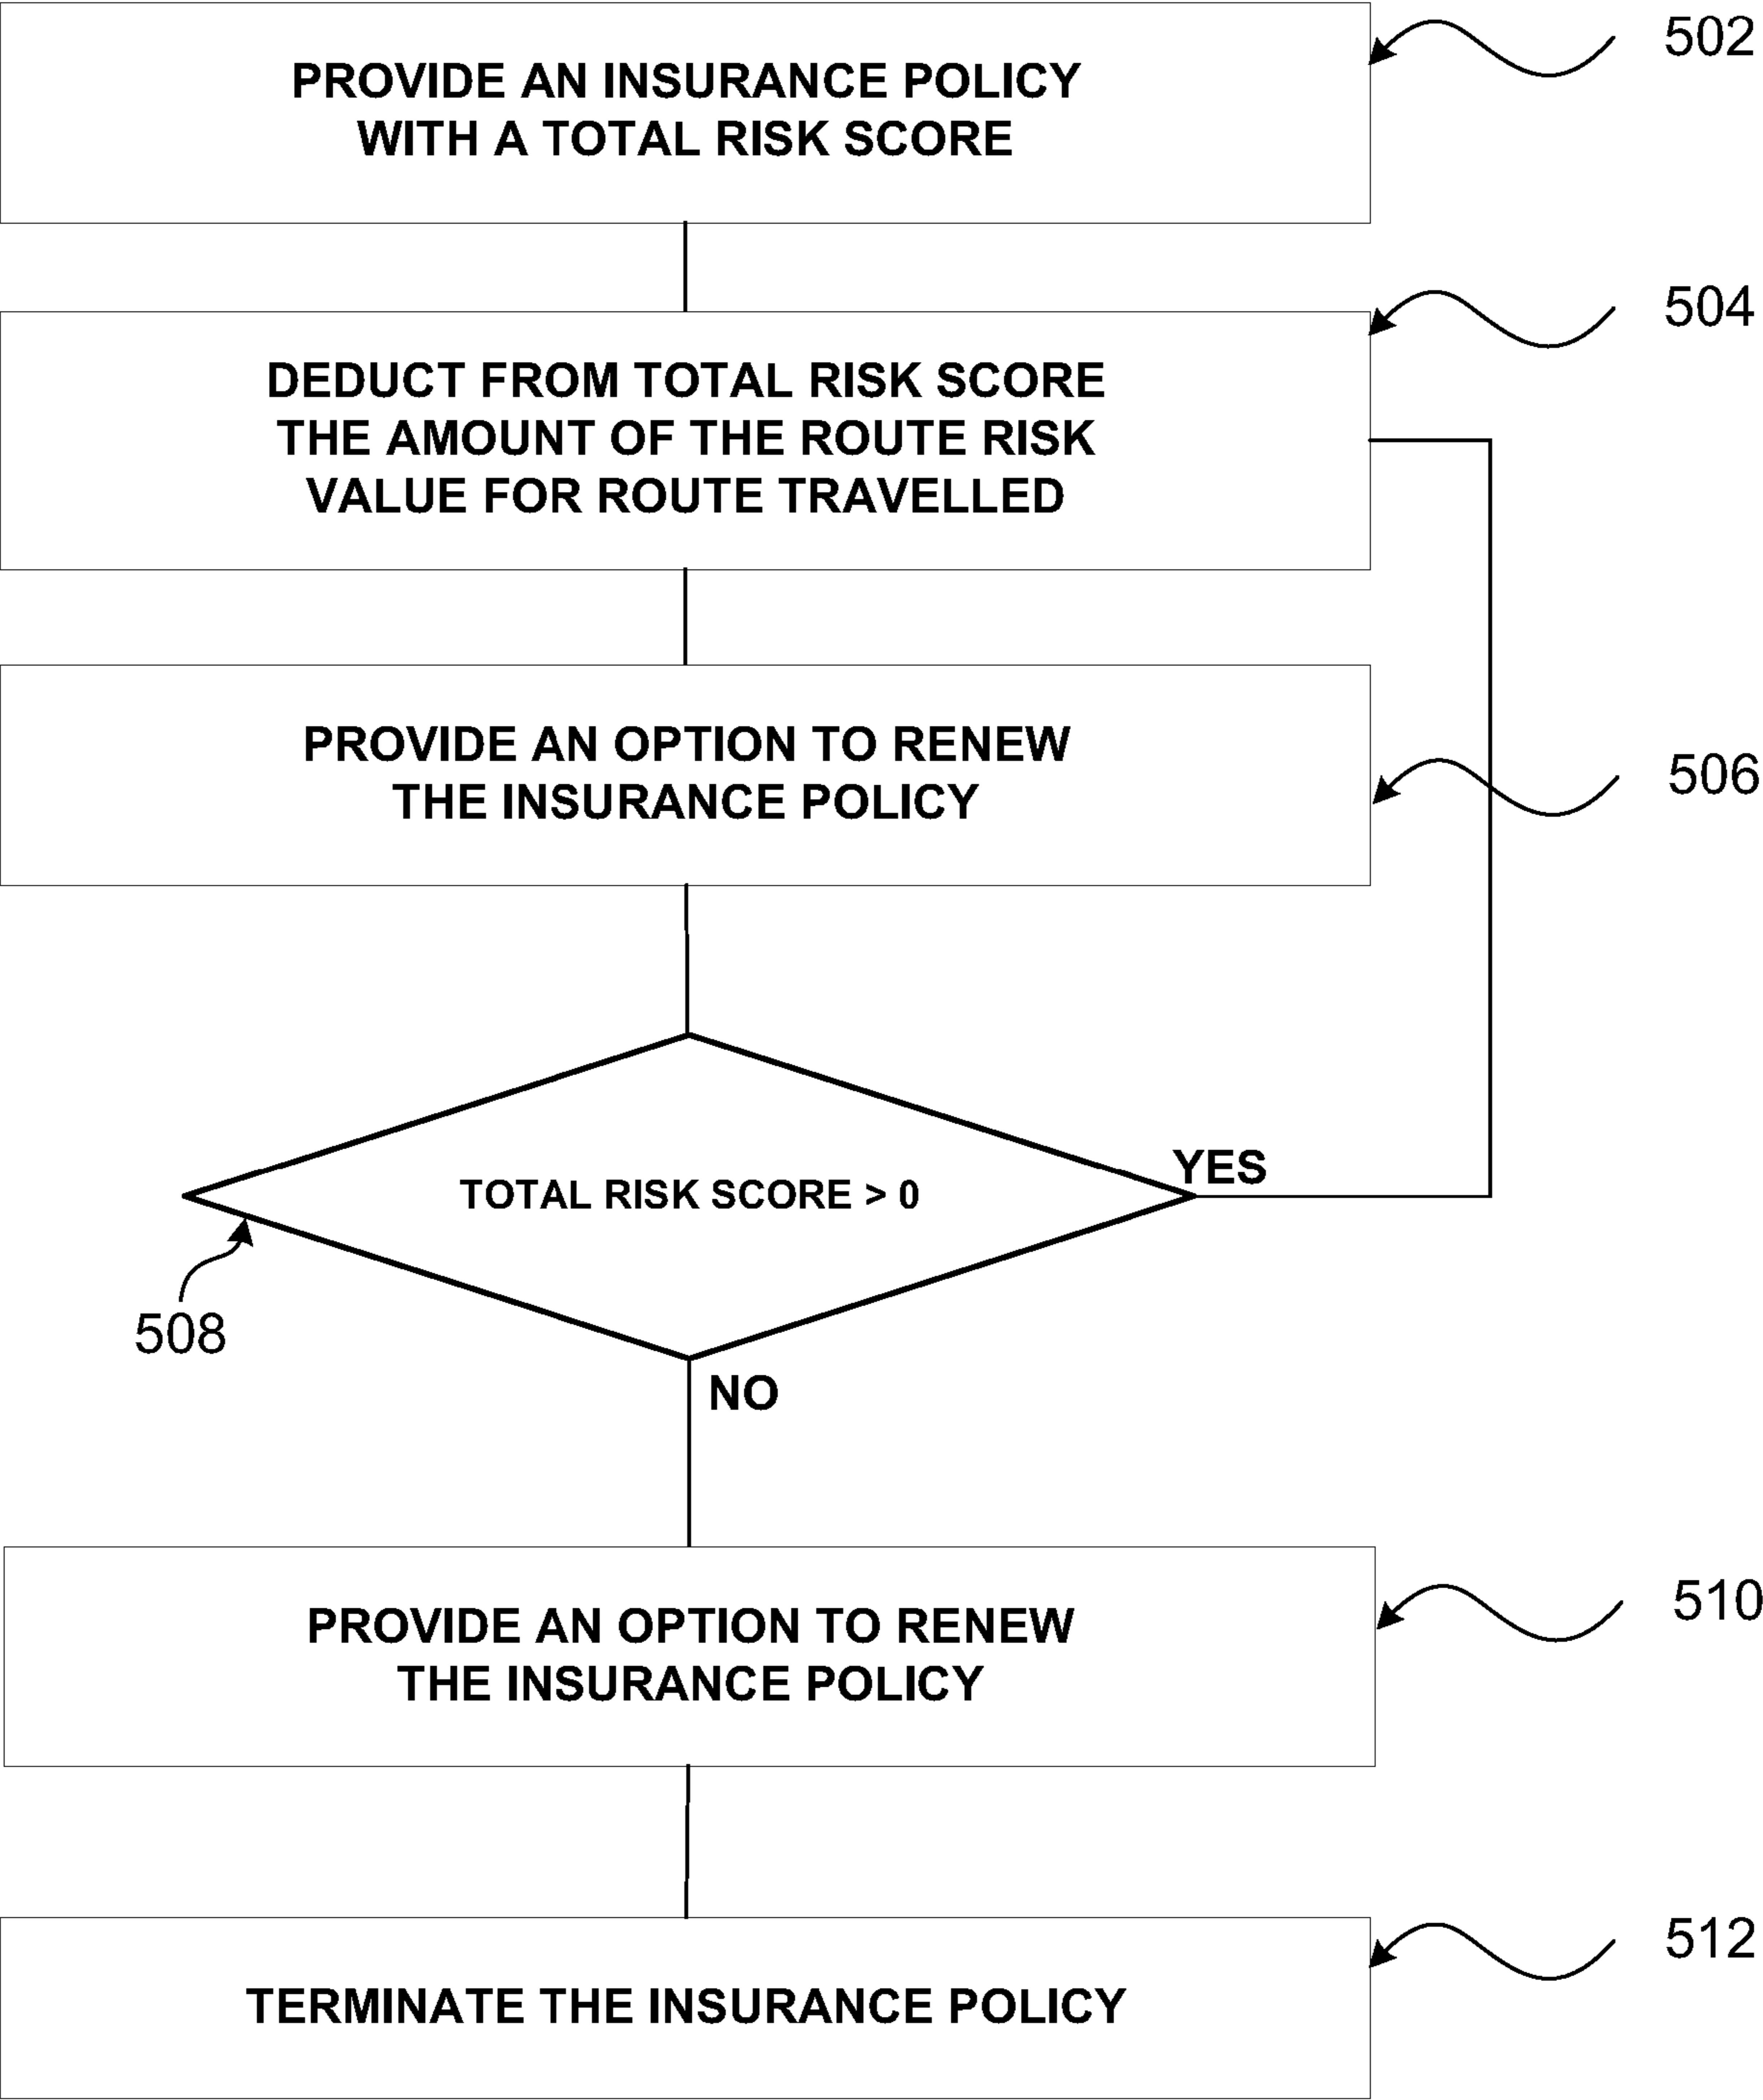 502
PROVIDE AN INSURANCE POLICY
WITH A TOTAL RISK SCORE
504
DEDUCT FROM TOTAL RISK SCORE
THE AMOUNT OF THE ROUTE RISK
VALUE FOR ROUTE TRAVELLED
506
PROVIDE AN OPTION TO RENEW
THE INSURANCE POLICY
YES
TOTAL RISK SCORE > 0
508
NO
510
PROVIDE AN OPTION TO RENEW
THE INSURANCE POLICY
512
TERMINATE THE INSURANCE POLICY